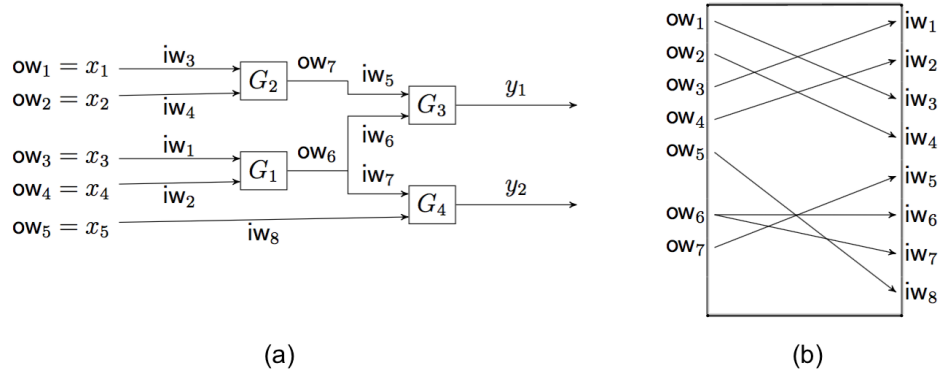 ow₁ = x₁
iw₃
ow₂ = x₂
iw₄
G₂
ow₇
iw₅
G₃
y₁
iw₆
ow₃ = x₃
iw₁
ow₄ = x₄
iw₂
G₁
ow₆
iw₇
G₄
y₂
ow₅ = x₅
iw₈
(a)
ow₁
ow₂
ow₃
ow₄
ow₅
ow₆
ow₇
iw₁
iw₂
iw₃
iw₄
iw₅
iw₆
iw₇
iw₈
(b)